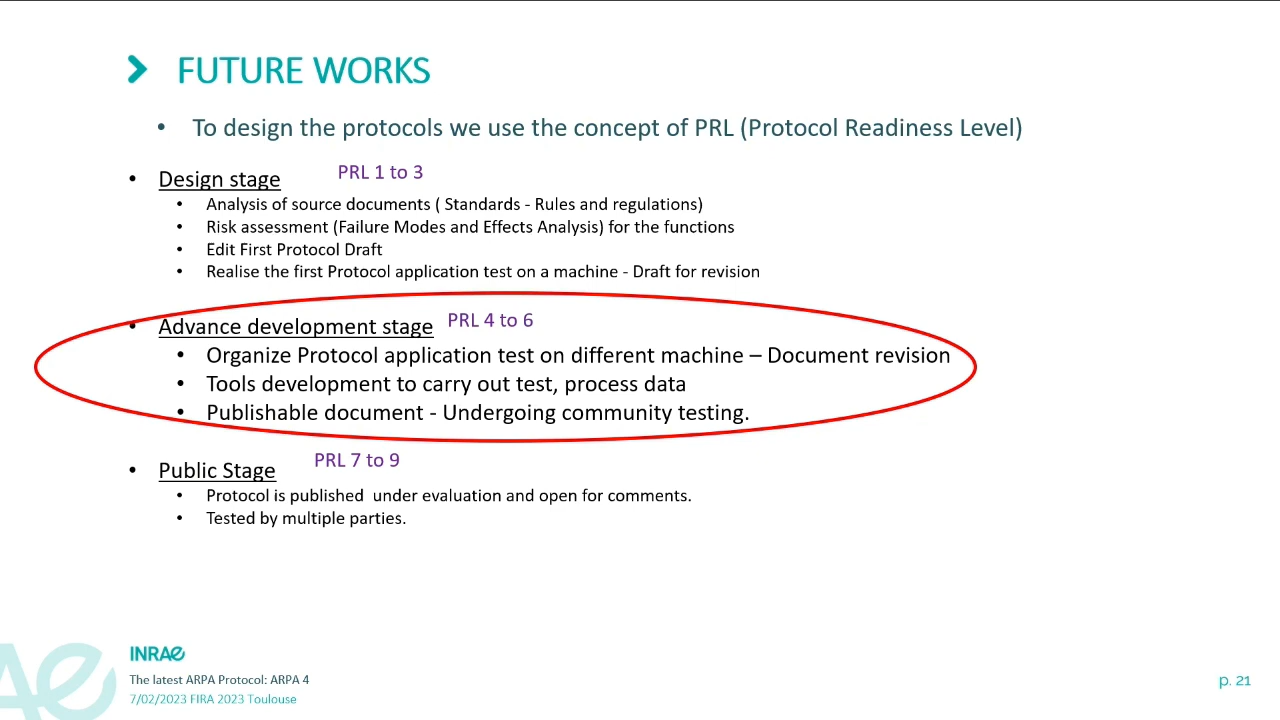 FUTURE WORKS
• To design the protocols we use the concept of PRL (Protocol Readiness Level)
• Design stage PRL 1 to 3
• Analysis of source documents ( Standards - Rules and regulations)
• Risk assessment (Failure Modes and Effects Analysis) for the functions
• Edit First Protocol Draft
• Realise the first Protocol application test on a machine - Draft for revision
• Advance development stage PRL 4 to 6
• Organize Protocol application test on different machine – Document revision
• Tools development to carry out test, process data
• Publishable document - Undergoing community testing.
• Public Stage PRL 7 to 9
• Protocol is published under evaluation and open for comments.
• Tested by multiple parties.
INRAE
The latest ARPA Protocol: ARPA 4
7/02/2023 FIRA 2023 Toulouse
p. 21